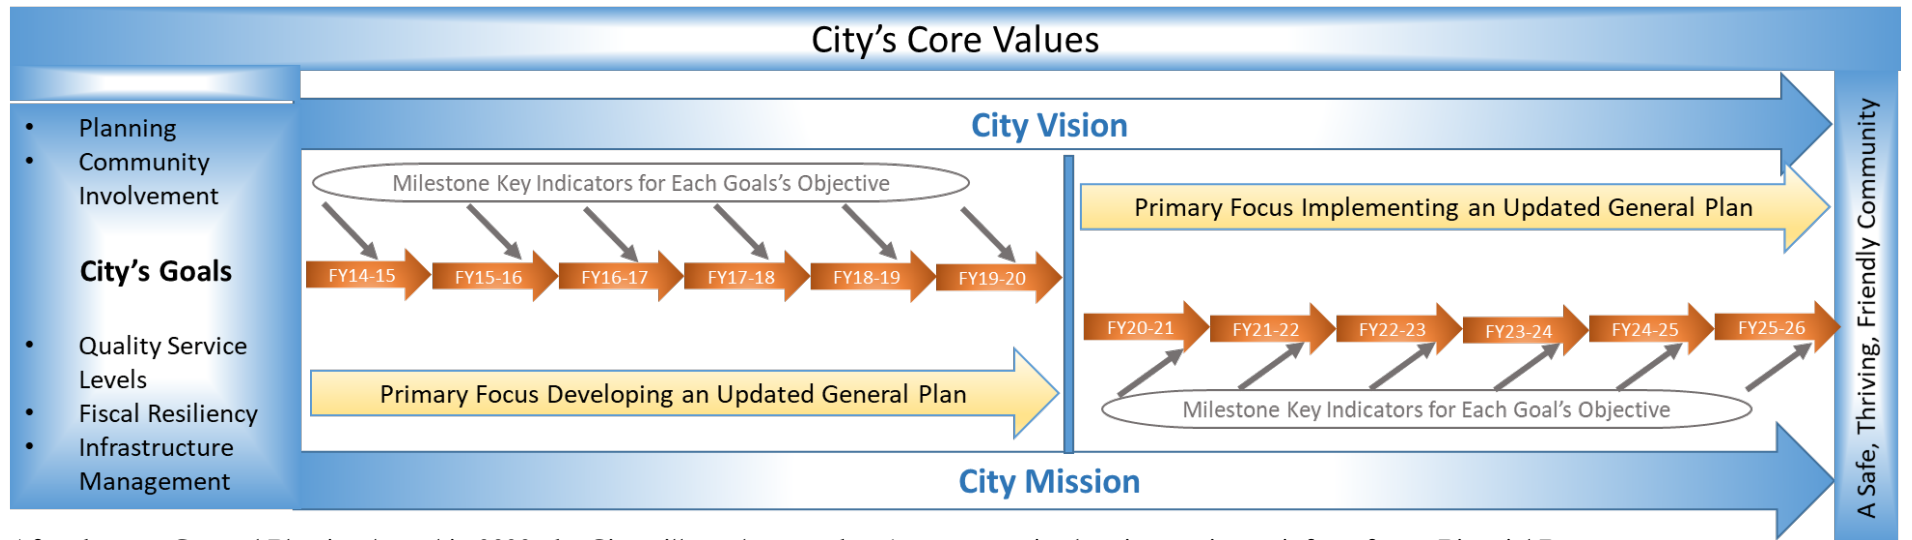 City's Core Values
• Planning
• Community
Involvement
City's Goals
• Quality Service
Levels
• Fiscal Resiliency
• Infrastructure
Management
City Vision
Milestone Key Indicators for Each Goals's Objective
FY14-15
FY15-16
FY16-17
FY17-18
FY18-19
FY19-20
Primary Focus Developing an Updated General Plan
Primary Focus Implementing an Updated General Plan
FY20-21
FY21-22
FY22-23
FY23-24
FY24-25
FY25-26
Milestone Key Indicators for Each Goal's Objective
City Mission
A Safe, Thriving, Friendly Community